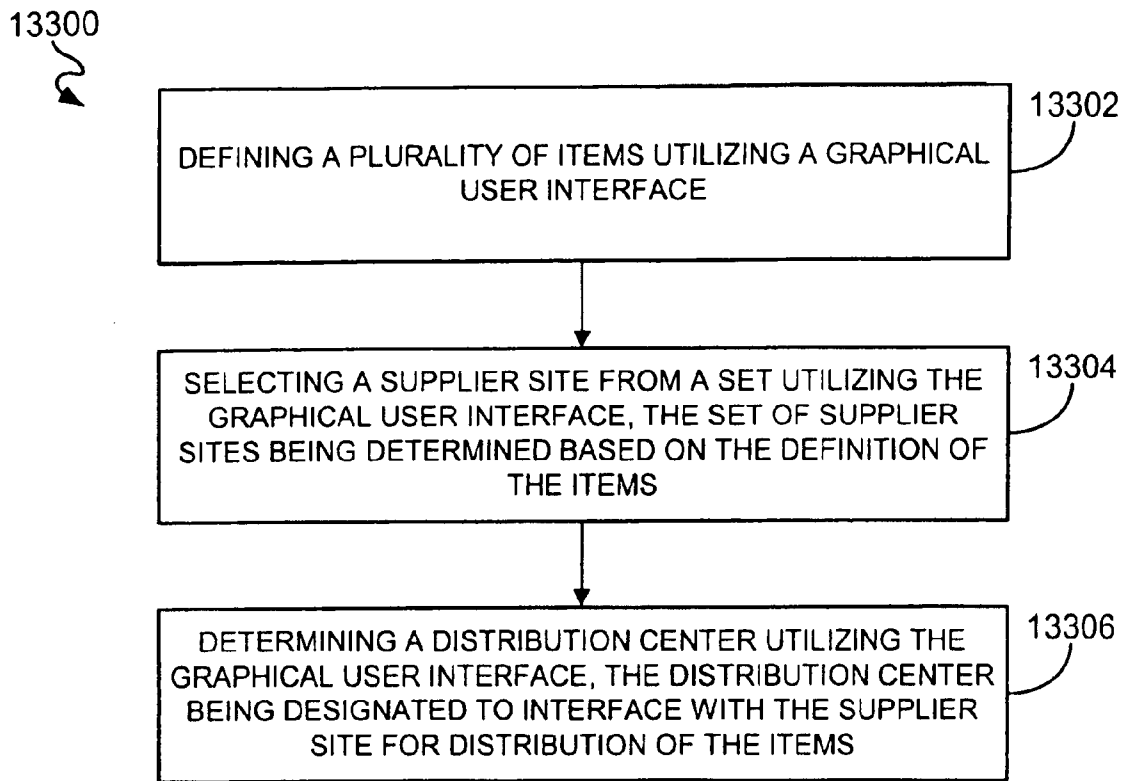 13300
13302
DEFINING A PLURALITY OF ITEMS UTILIZING A GRAPHICAL
USER INTERFACE
13304
SELECTING A SUPPLIER SITE FROM A SET UTILIZING THE
GRAPHICAL USER INTERFACE, THE SET OF SUPPLIER
SITES BEING DETERMINED BASED ON THE DEFINITION OF
THE ITEMS
13306
DETERMINING A DISTRIBUTION CENTER UTILIZING THE
GRAPHICAL USER INTERFACE, THE DISTRIBUTION CENTER
BEING DESIGNATED TO INTERFACE WITH THE SUPPLIER
SITE FOR DISTRIBUTION OF THE ITEMS